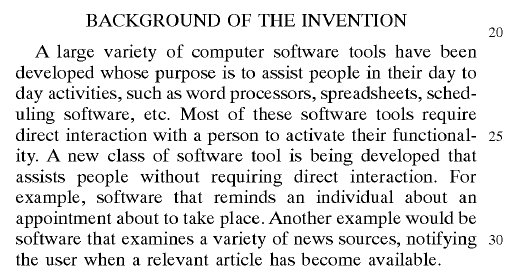 BACKGROUND OF THE INVENTION
20
A large variety of computer software tools have been
developed whose purpose is to assist people in their day to
day activities, such as word processors, spreadsheets, sched-
uling software, etc. Most of these software tools require
direct interaction with a person to activate their functional- 25
ity. A new class of software tool is being developed that
assists people without requiring direct interaction. For
example, software that reminds an individual about an
appointment about to take place. Another example would be
software that examines a variety of news sources, notifying 30
the user when a relevant article has become available.